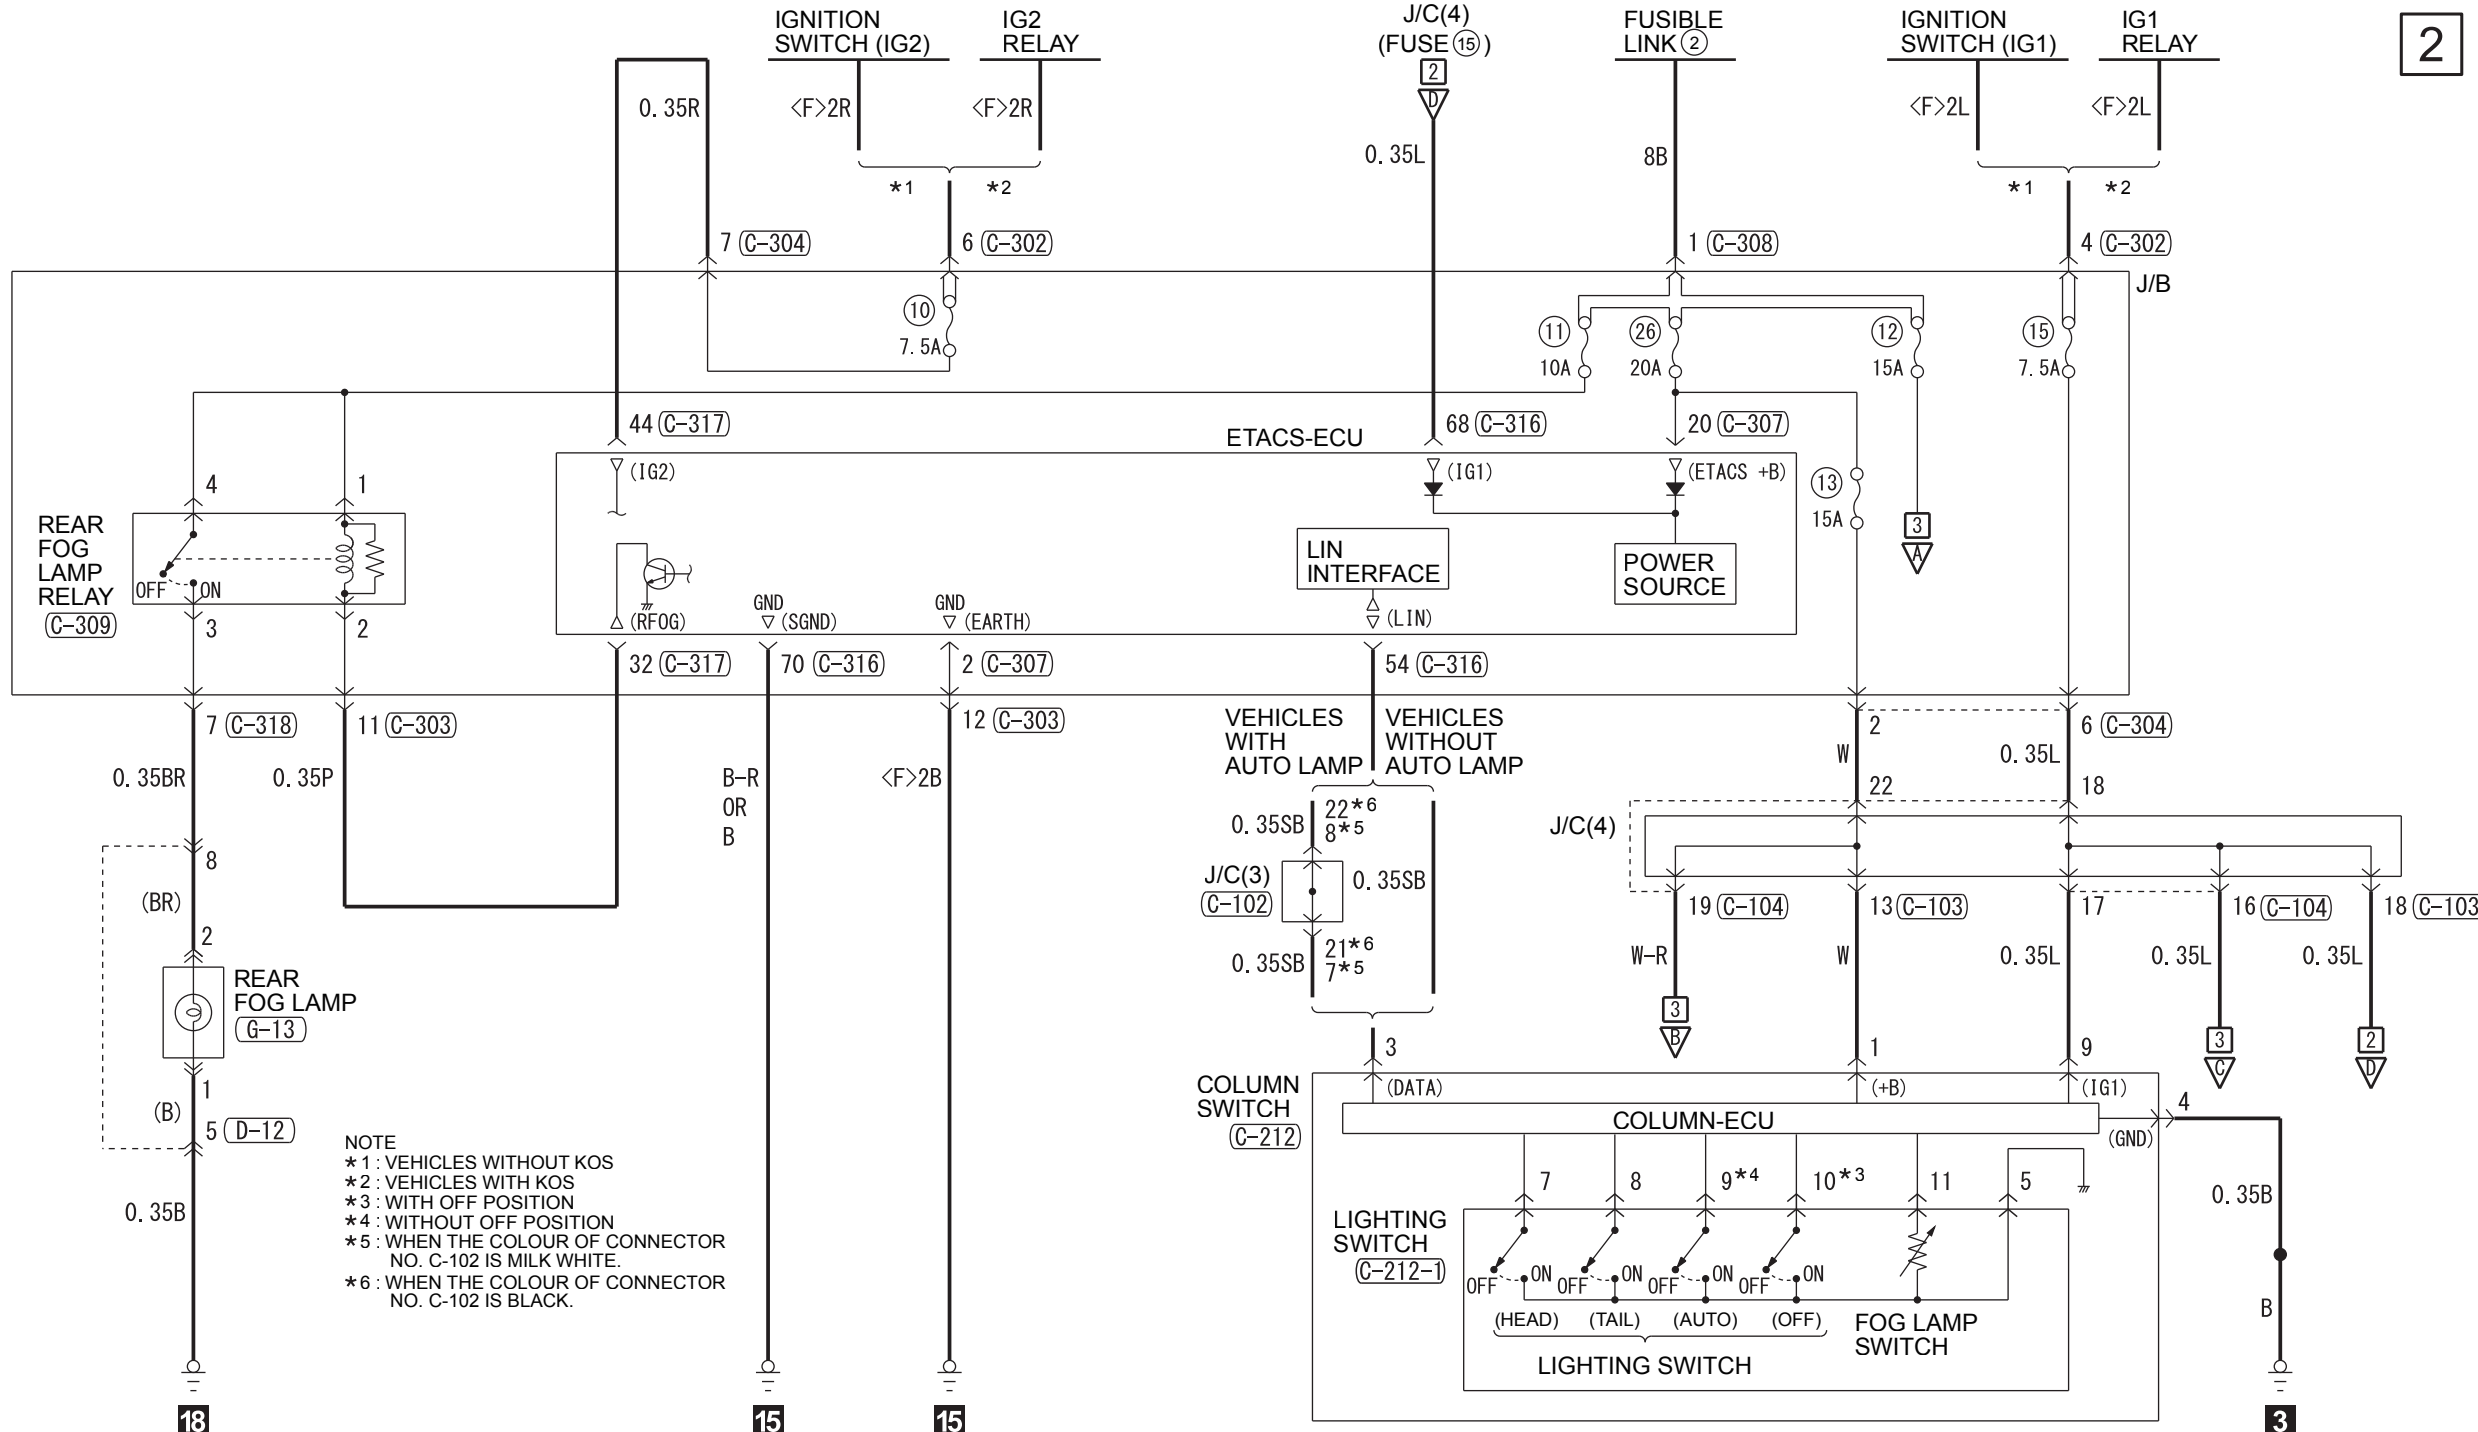 IGNITION
SWITCH (IG2)
IG2
RELAY
J/C(4)
(FUSE⑮)
2
D
FUSIBLE
LINK②
IGNITION
SWITCH (IG1)
IG1
RELAY
2
0.35R
<F>2R
<F>2R
0.35L
8B
<F>2L
<F>2L
*1
*2
*1
*2
7 C-304
6 C-302
1 C-308
4 C-302
J/B
⑩
7.5A
⑪
10A
㉖
20A
⑫
15A
⑮
7.5A
44 C-317
68 C-316
20 C-307
ETACS-ECU
(IG2)
(IG1)
(ETACS +B)
⑬
15A
3
A
4
1
REAR
FOG
LAMP
RELAY
C-309
OFF
ON
3
2
LIN
INTERFACE
POWER
SOURCE
(RFOG)
GND
(SGND)
GND
(EARTH)
(LIN)
32 C-317
70 C-316
2 C-307
54 C-316
7 C-318
11 C-303
12 C-303
VEHICLES
WITH
AUTO LAMP
VEHICLES
WITHOUT
AUTO LAMP
2
6 C-304
W
0.35L
22
18
0.35BR
0.35P
B-R
OR
B
<F>2B
0.35SB
22*6
8*5
J/C(3)
C-102
0.35SB
0.35SB
21*6
7*5
J/C(4)
19 C-104
13 C-103
17
16 C-104
18 C-103
W-R
W
0.35L
0.35L
0.35L
3
B
3
C
2
D
8
(BR)
2
REAR
FOG LAMP
G-13
1
(B)
5 D-12
0.35B
3
1
9
COLUMN
SWITCH
C-212
(DATA)
(+B)
(IG1)
COLUMN-ECU
(GND)
4
7
8
9*4
10*3
11
5
0.35B
B
LIGHTING
SWITCH
C-212-1
OFF
ON
OFF
ON
OFF
ON
OFF
ON
(HEAD)
(TAIL)
(AUTO)
(OFF)
FOG LAMP
SWITCH
LIGHTING SWITCH
NOTE
*1 : VEHICLES WITHOUT KOS
*2 : VEHICLES WITH KOS
*3 : WITH OFF POSITION
*4 : WITHOUT OFF POSITION
*5 : WHEN THE COLOUR OF CONNECTOR
NO. C-102 IS MILK WHITE.
*6 : WHEN THE COLOUR OF CONNECTOR
NO. C-102 IS BLACK.
18
15
15
3